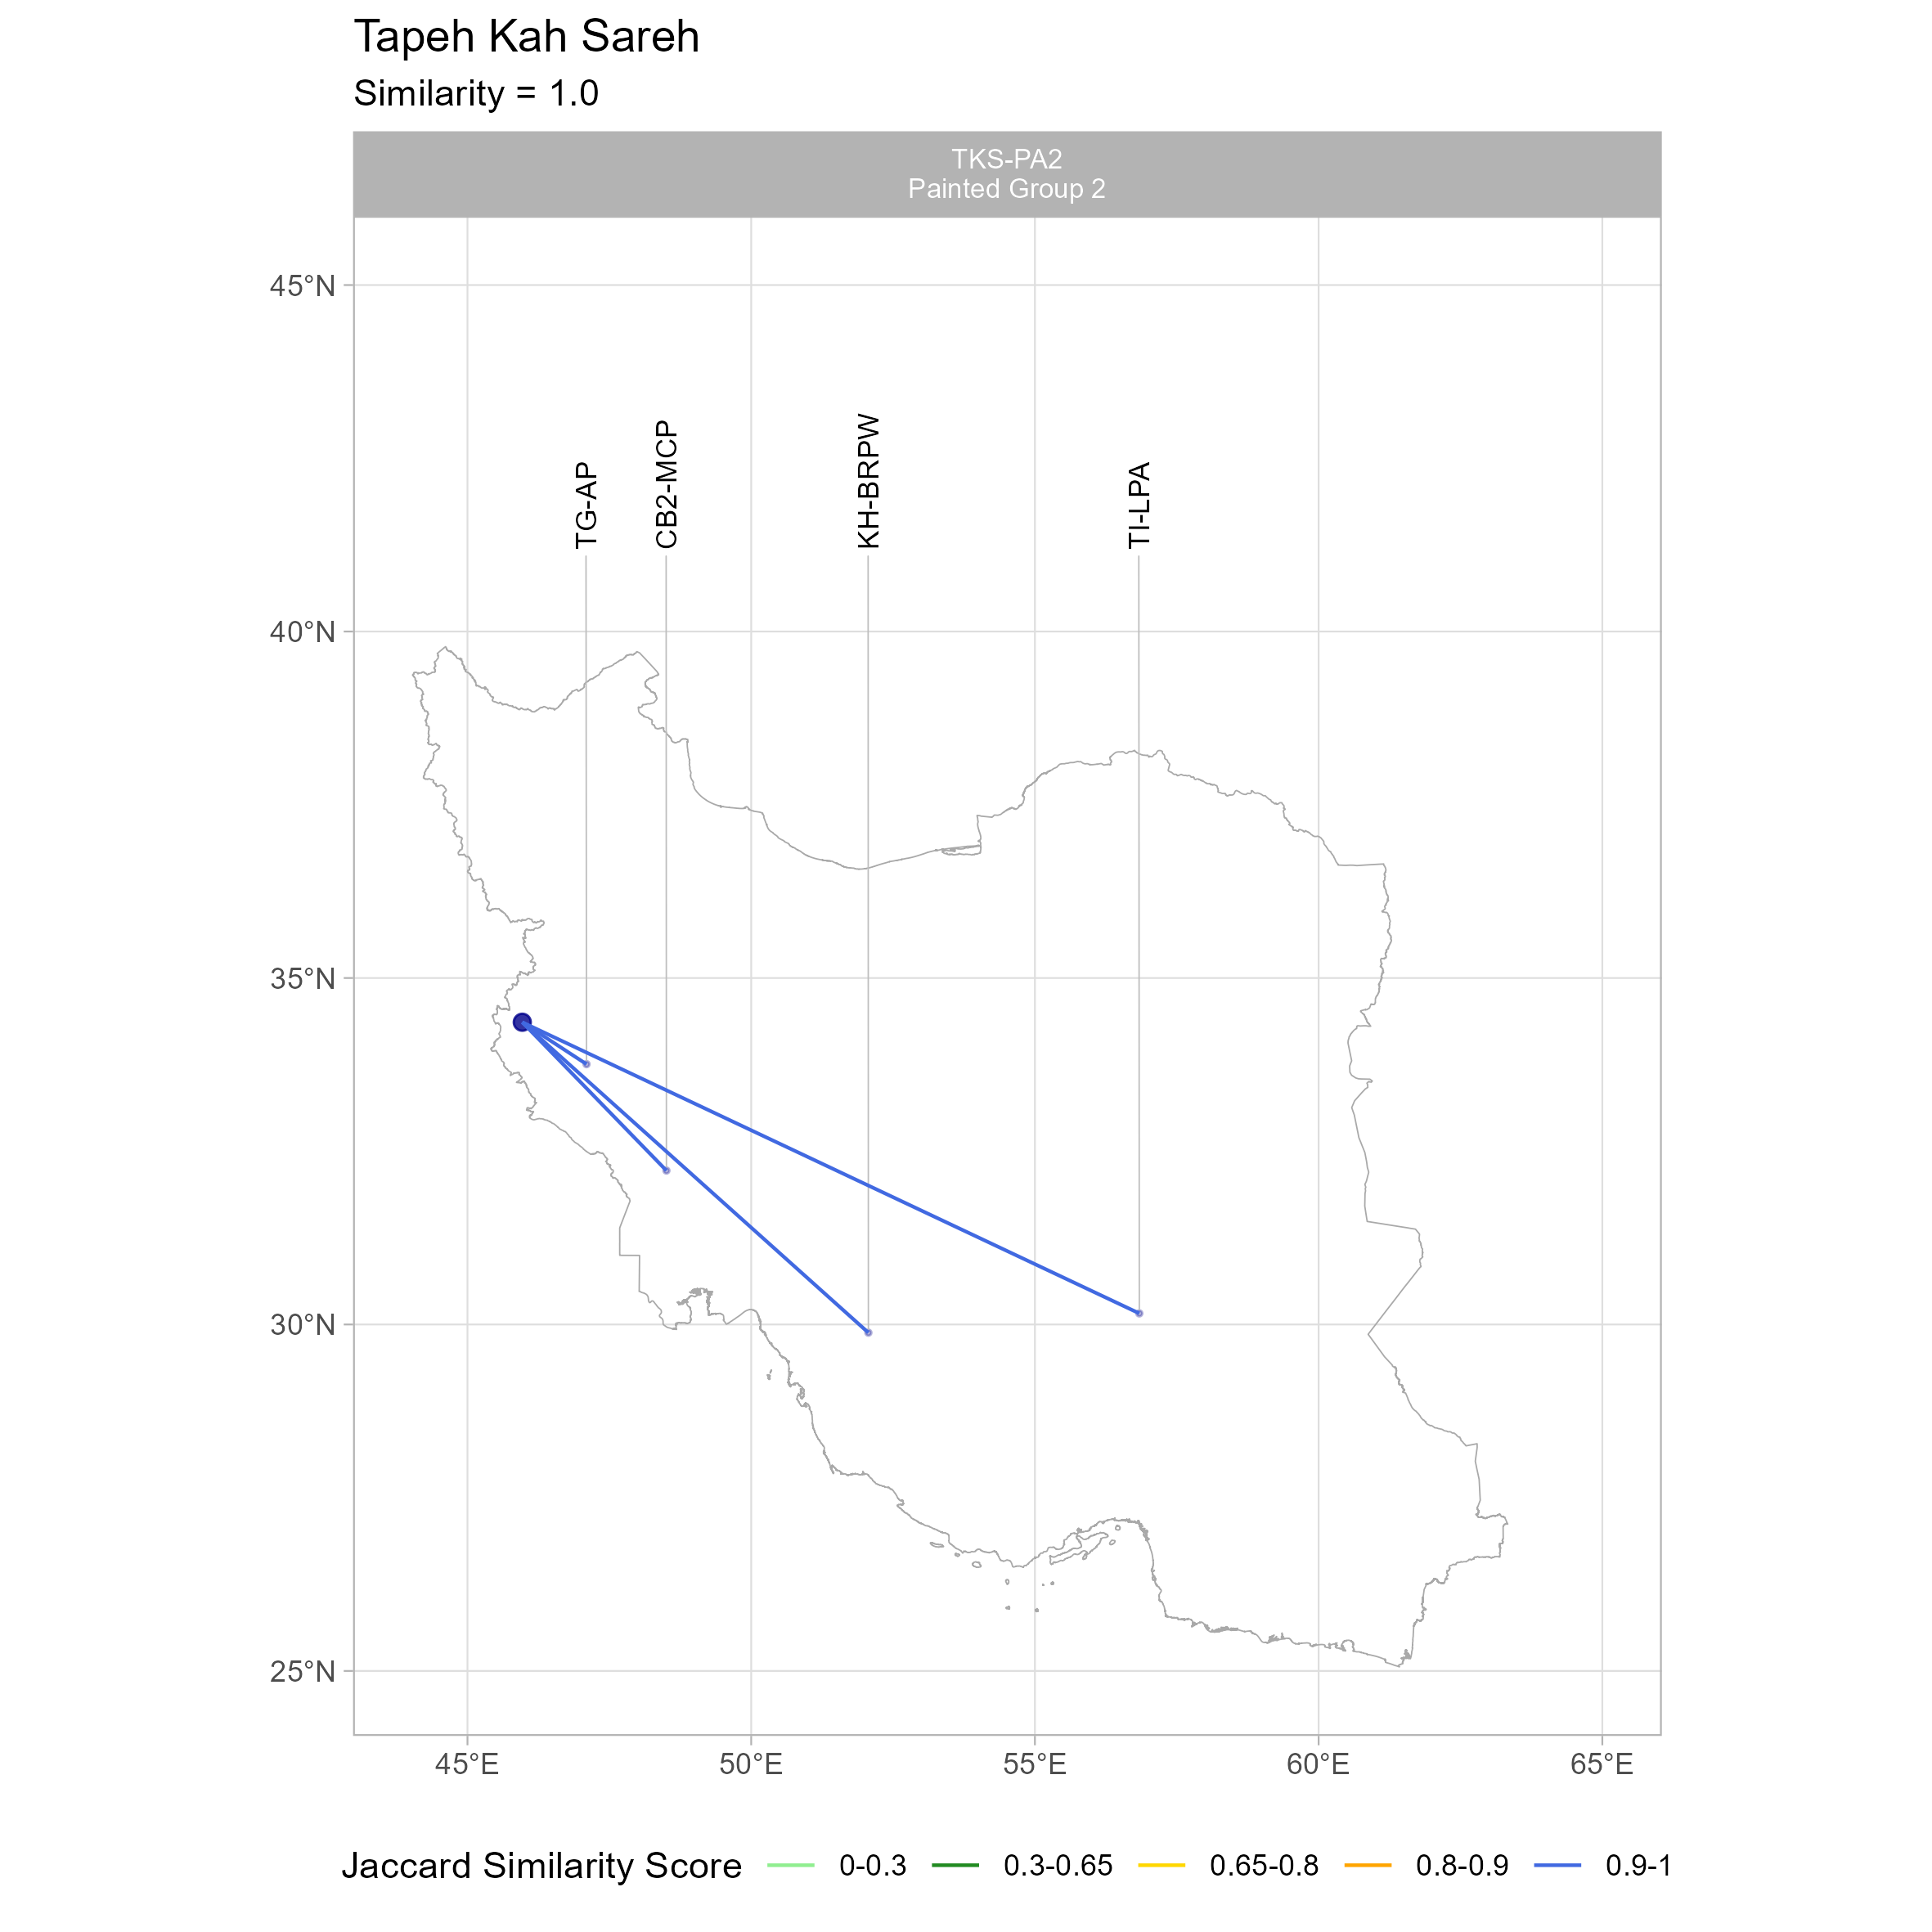 Tapeh Kah Sareh
Similarity = 1.0
TKS-PA2
Painted Group 2
45°N
40°N
35°N
30°N
25°N
TG-AP
CB2-MCP
KH-BRPW
TI-LPA
45°E
50°E
55°E
60°E
65°E
Jaccard Similarity Score 0-0.3 0.3-0.65 0.65-0.8 0.8-0.9 0.9-1